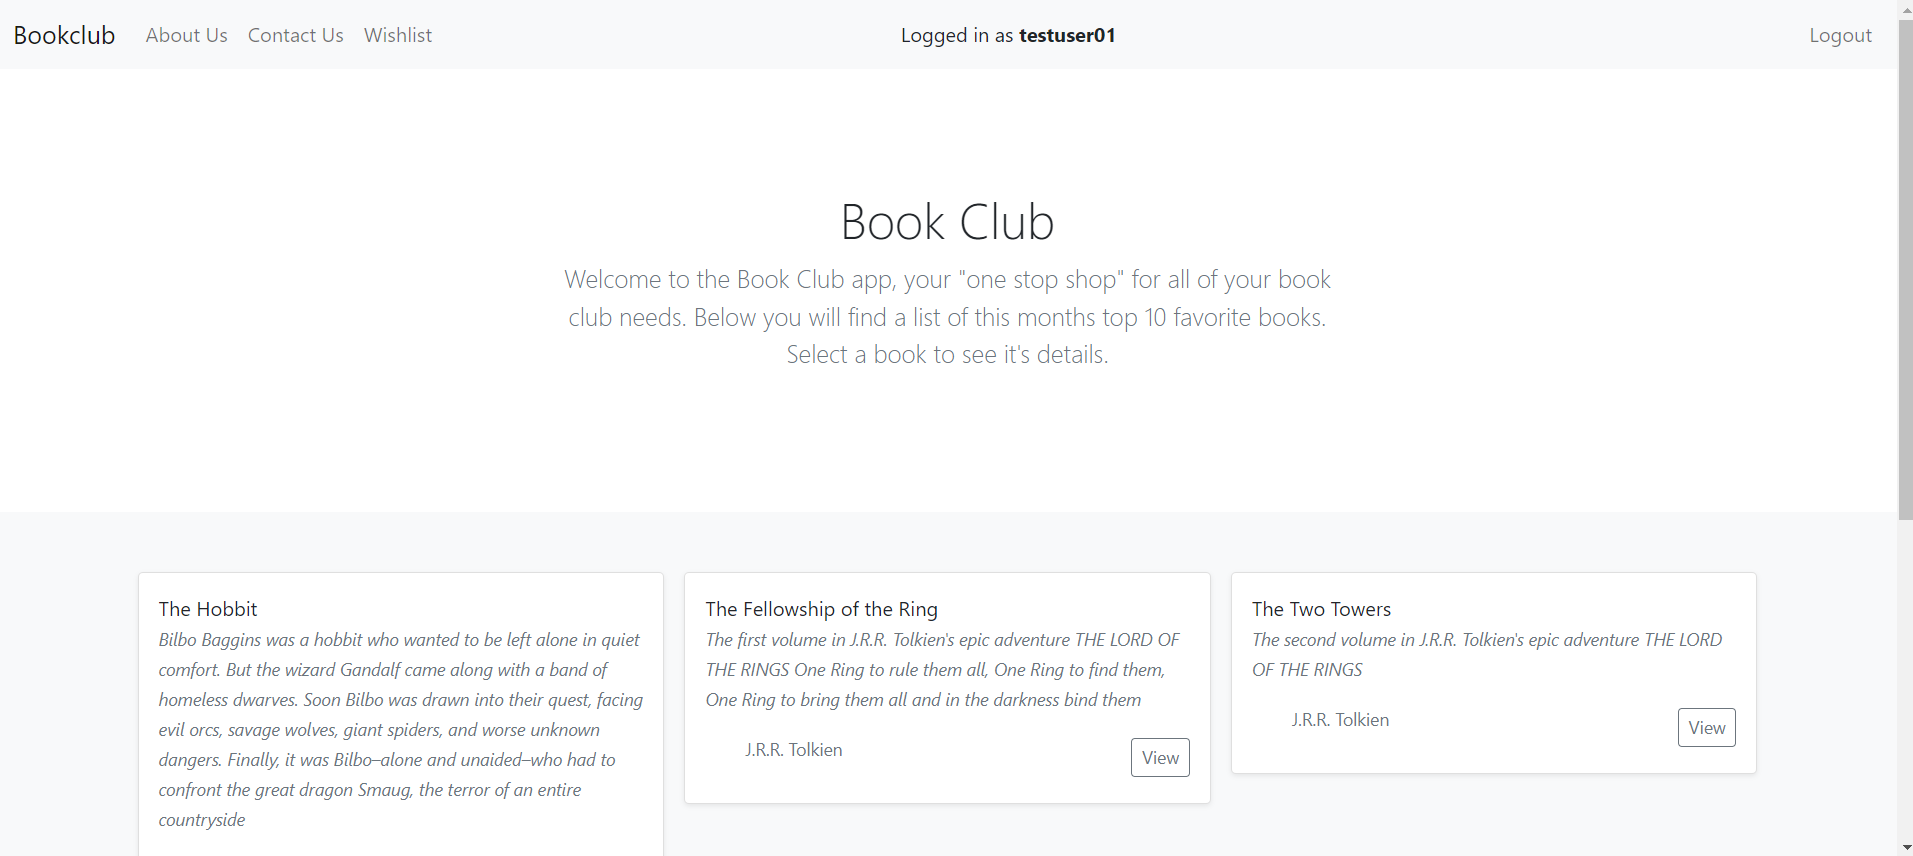 Bookclub About Us Contact Us Wishlist Logged in as testuser01 Logout
Book Club
Welcome to the Book Club app, your "one stop shop" for all of your book
club needs. Below you will find a list of this months top 10 favorite books.
Select a book to see it's details.
The Hobbit
Bilbo Baggins was a hobbit who wanted to be left alone in quiet
comfort. But the wizard Gandalf came along with a band of
homeless dwarves. Soon Bilbo was drawn into their quest, facing
evil orcs, savage wolves, giant spiders, and worse unknown
dangers. Finally, it was Bilbo–alone and unaided–who had to
confront the great dragon Smaug, the terror of an entire
countryside
The Fellowship of the Ring
The first volume in J.R.R. Tolkien's epic adventure THE LORD OF
THE RINGS One Ring to rule them all, One Ring to find them,
One Ring to bring them all and in the darkness bind them
J.R.R. Tolkien
View
The Two Towers
The second volume in J.R.R. Tolkien's epic adventure THE LORD
OF THE RINGS
J.R.R. Tolkien
View